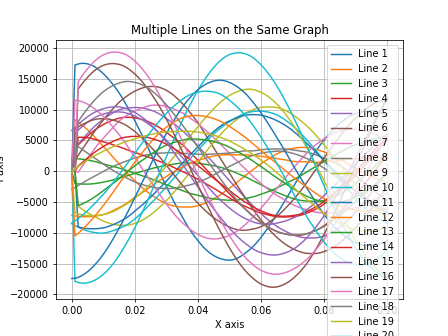 Multiple Lines on the Same Graph
20000
15000
10000
5000
0
−5000
−10000
−15000
−20000
0.00
0.02
0.04
0.06
X axis
Line 1
Line 2
Line 3
Line 4
Line 5
Line 6
Line 7
Line 8
Line 9
Line 10
Line 11
Line 12
Line 13
Line 14
Line 15
Line 16
Line 17
Line 18
Line 19
Line 20